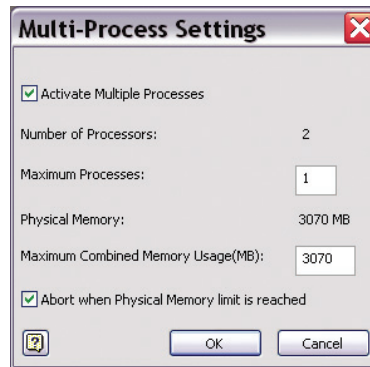 Multi-Process Settings
Activate Multiple Processes
Number of Processors: 2
Maximum Processes: 1
Physical Memory: 3070 MB
Maximum Combined Memory Usage(MB): 3070
Abort when Physical Memory limit is reached
? OK Cancel